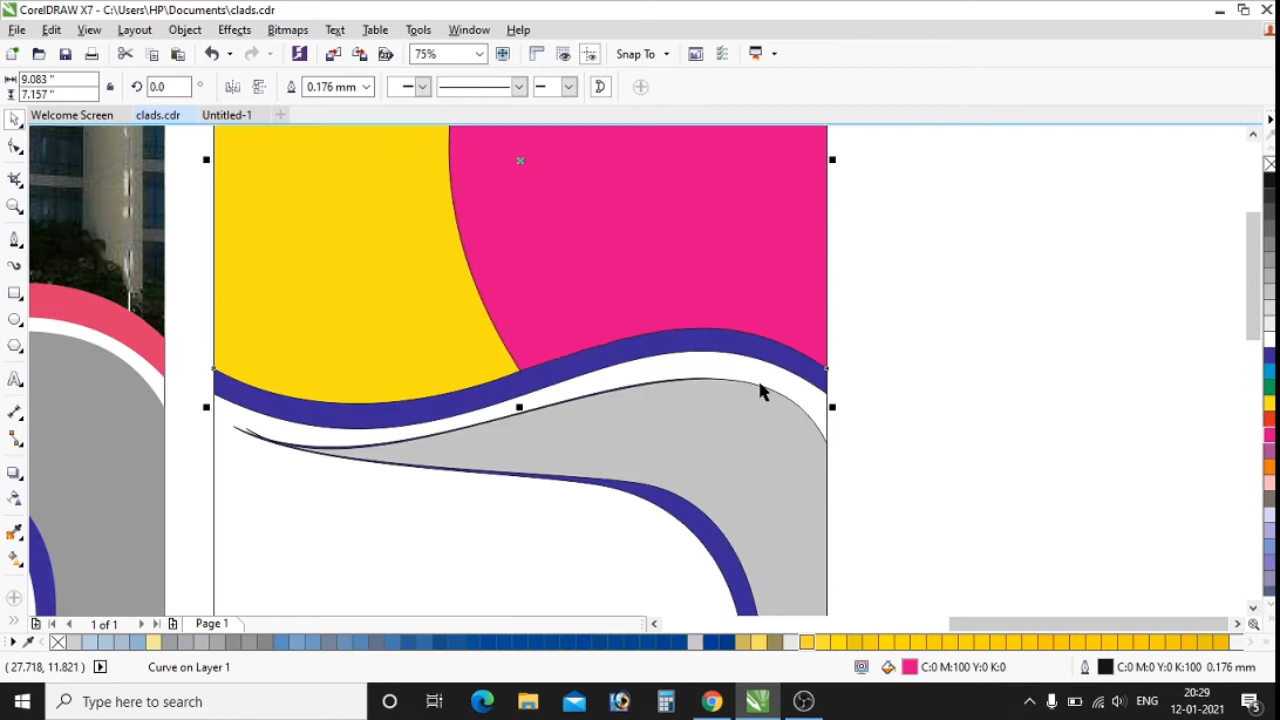 CorelDRAW X7 - C:\Users\HP\Documents\clads.cdr
File Edit View Layout Object Effects Bitmaps Text Table Tools Window Help
75% Snap To
9.083 "
7.157 "
0.0 ° 0.176 mm
Welcome Screen clads.cdr Untitled-1
1 of 1 Page 1
( 27.718, 11.821 ) Curve on Layer 1 C:0 M:100 Y:0 K:0 C:0 M:0 Y:0 K:100 0.176 mm
Type here to search
ENG 20:29
12-01-2021 5